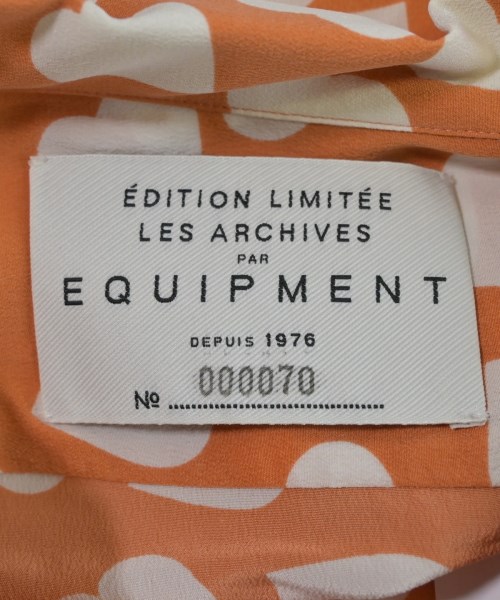 ÉDITION LIMITÉE
LES ARCHIVES
PAR
EQUIPMENT
DEPUIS 1976
000070
№